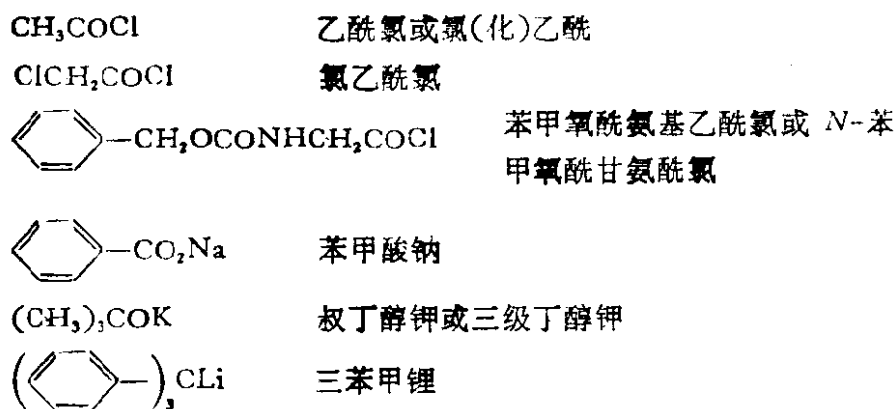 CH₃COCl 乙酰氯或氯(化)乙酰
ClCH₂COCl 氯乙酰氯
—CH₂OCONHCH₂COCl 苯甲氧酰氨基乙酰氯或 N-苯
甲氧酰甘氨酰氯
—CO₂Na 苯甲酸钠
(CH₃)₃COK 叔丁醇钾或三级丁醇钾
( —)₃CLi 三苯甲锂